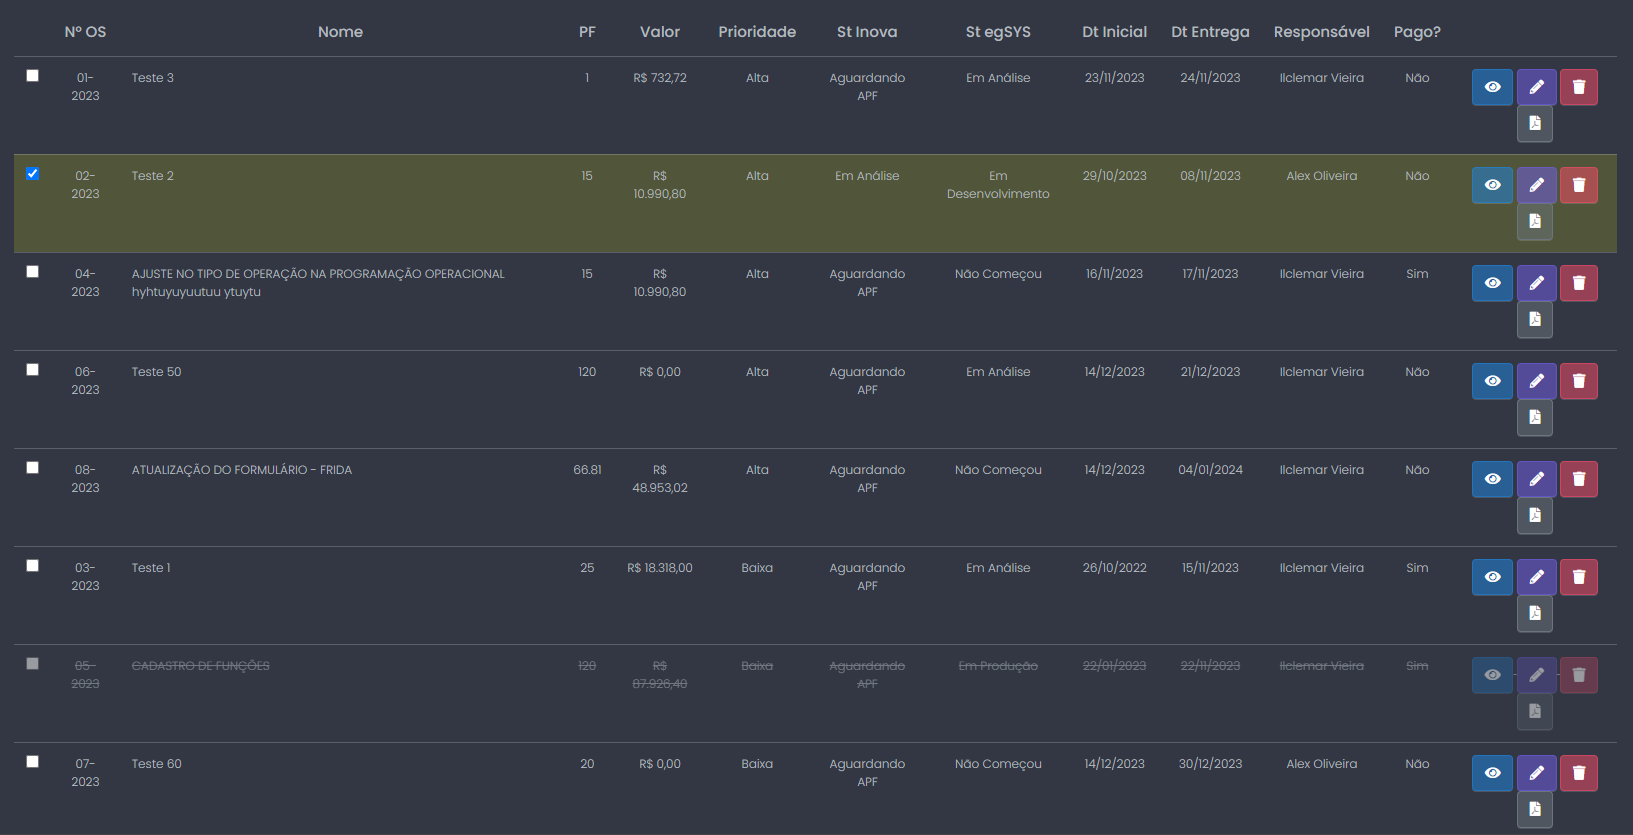 Nº OS Nome PF Valor Prioridade St Inova St egSYS Dt Inicial Dt Entrega Responsável Pago?
01- Teste 3 1 R$ 732,72 Alta Aguardando Em Análise 23/11/2023 24/11/2023 Ilclemar Vieira Não
2023 APF
02- Teste 2 15 R$ Alta Em Análise Em 29/10/2023 08/11/2023 Alex Oliveira Não
2023 10.990,80 Desenvolvimento
04- AJUSTE NO TIPO DE OPERAÇÃO NA PROGRAMAÇÃO OPERACIONAL 15 R$ Alta Aguardando Não Começou 16/11/2023 17/11/2023 Ilclemar Vieira Sim
2023 hyhtuyuyuutuu ytuytu 10.990,80 APF
06- Teste 50 120 R$ 0,00 Alta Aguardando Em Análise 14/12/2023 21/12/2023 Ilclemar Vieira Não
2023 APF
08- ATUALIZAÇÃO DO FORMULÁRIO - FRIDA 66.81 R$ Alta Aguardando Não Começou 14/12/2023 04/01/2024 Ilclemar Vieira Não
2023 48.953,02 APF
03- Teste 1 25 R$ 18.318,00 Baixa Aguardando Em Análise 26/10/2022 15/11/2023 Ilclemar Vieira Sim
2023 APF
05- CADASTRO DE FUNÇÕES 120 R$ Baixa Aguardando Em Produção 22/01/2023 22/11/2023 Ilclemar Vieira Sim
2023 87.926,40 APF
07- Teste 60 20 R$ 0,00 Baixa Aguardando Não Começou 14/12/2023 30/12/2023 Alex Oliveira Não
2023 APF